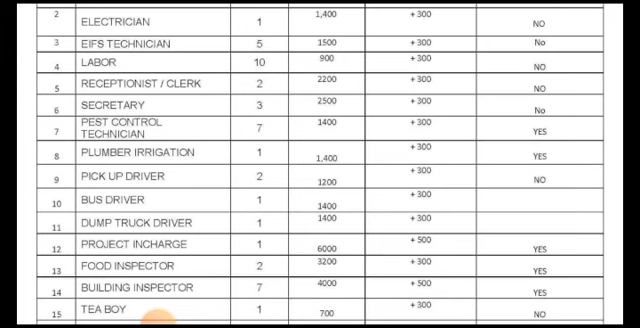 2 ELECTRICIAN 1 1,400 +300 NO
3 EIFS TECHNICIAN 5 1500 +300 No
4 LABOR 10 900 +300 NO
5 RECEPTIONIST / CLERK 2 2200 +300 NO
6 SECRETARY 3 2500 +300 No
7 PEST CONTROL TECHNICIAN 7 1400 +300 YES
8 PLUMBER IRRIGATION 1 1,400 +300 YES
9 PICK UP DRIVER 2 1200 +300 NO
10 BUS DRIVER 1 1400 +300
11 DUMP TRUCK DRIVER 1 1400 +300
12 PROJECT INCHARGE 1 6000 +500 YES
13 FOOD INSPECTOR 2 3200 +300 YES
14 BUILDING INSPECTOR 7 4000 +500 YES
15 TEA BOY 1 700 +300 NO